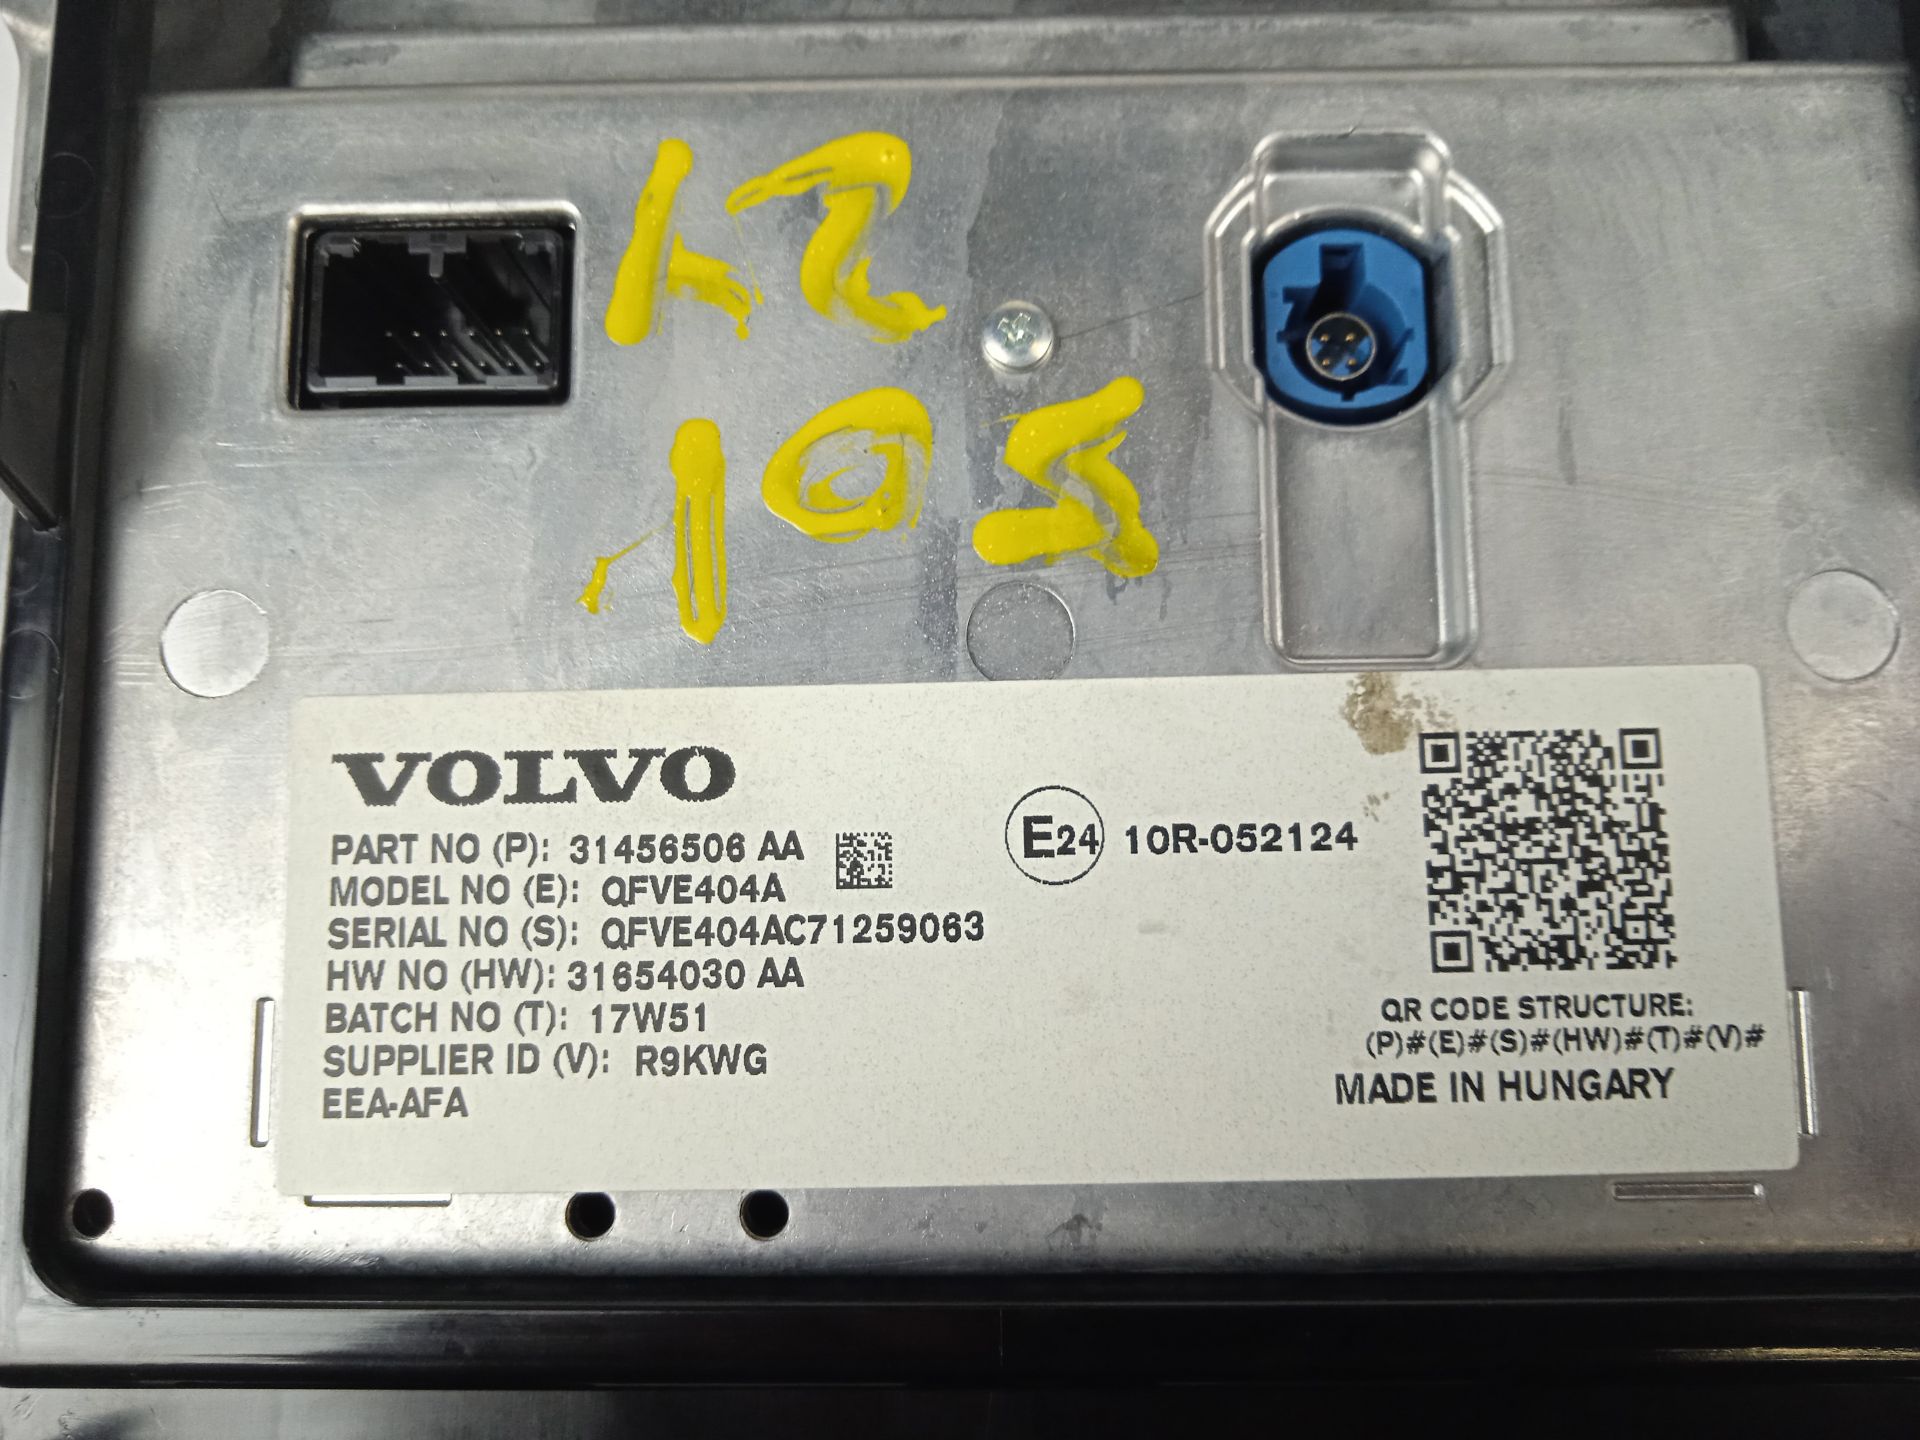 105
VOLVO
PART NO (P): 31456506 AA
MODEL NO (E): QFVE404A
SERIAL NO (S): QFVE404AC71259063
HW NO (HW): 31654030 AA
BATCH NO (T): 17W51
SUPPLIER ID (V): R9KWG
EEA-AFA
E24 10R-052124
QR CODE STRUCTURE:
(P)#(E)#(S)#(HW)#(T)#(V)#
MADE IN HUNGARY